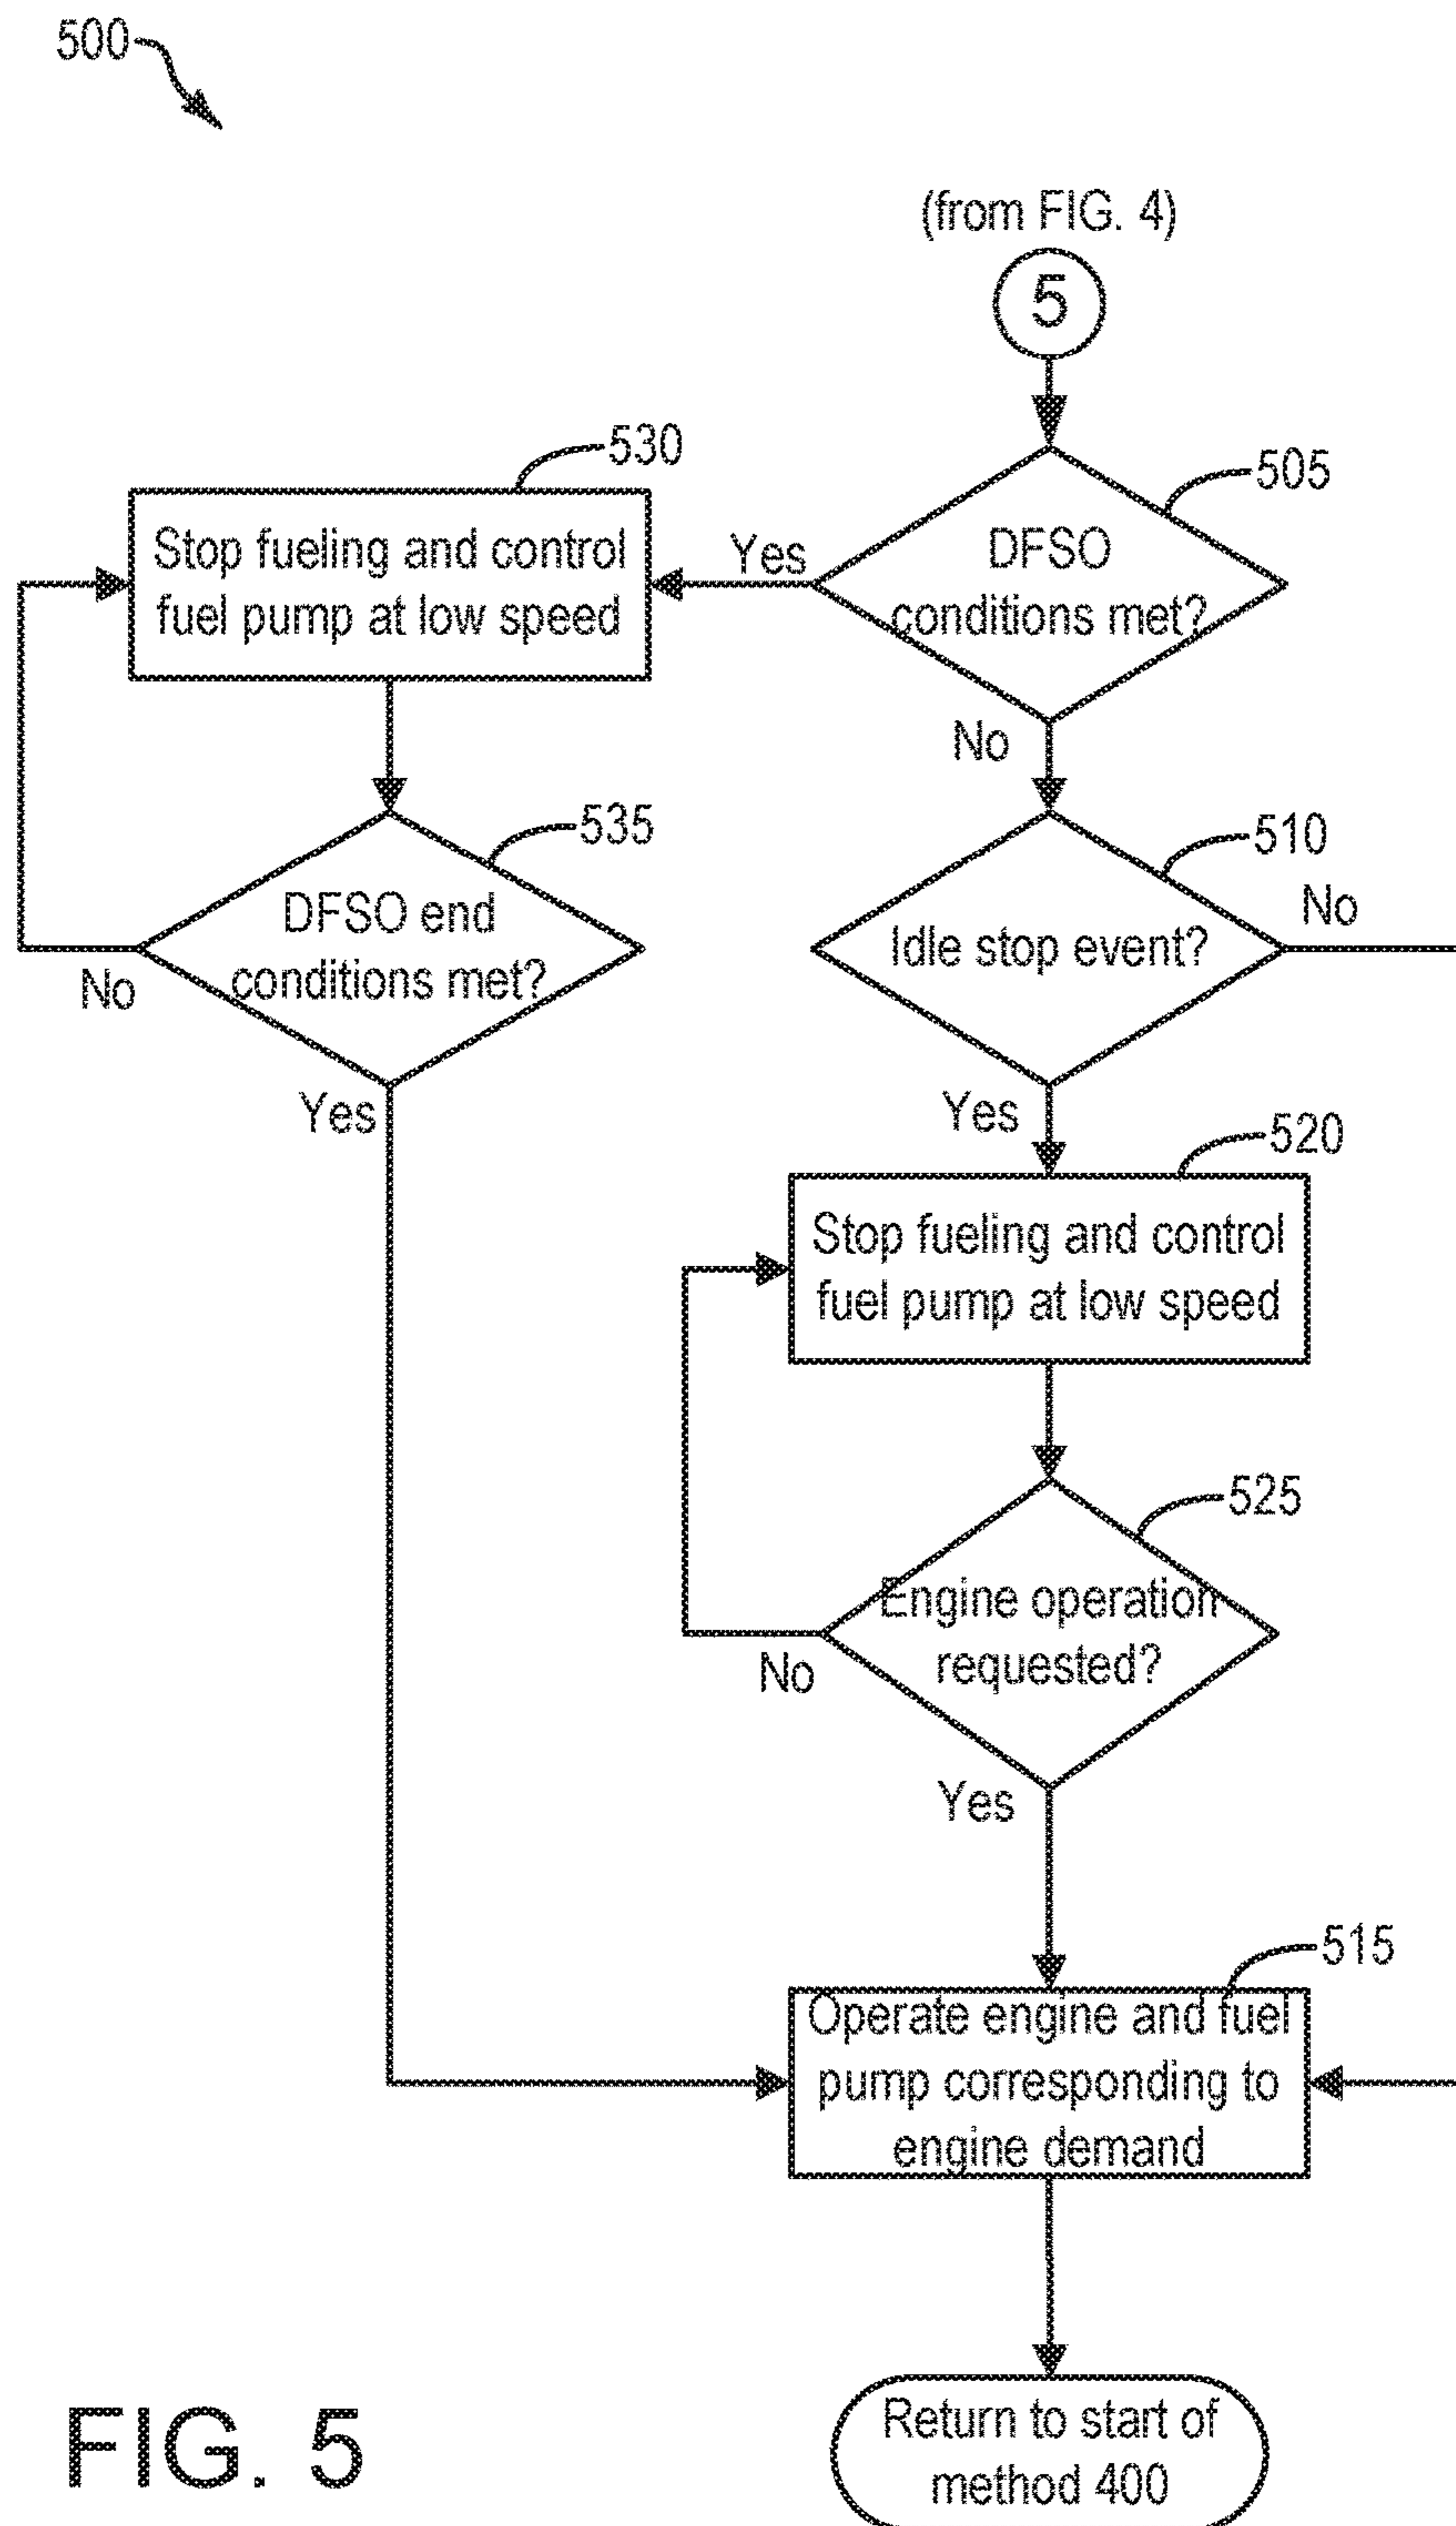 500
(from FIG. 4)
5
530
505
Stop fueling and control
fuel pump at low speed
Yes
DFSO
conditions met?
No
535
510
DFSO end
conditions met?
No
Idle stop event?
No
Yes
Yes
520
Stop fueling and control
fuel pump at low speed
525
Engine operation
requested?
No
Yes
515
Operate engine and fuel
pump corresponding to
engine demand
Return to start of
method 400
FIG. 5